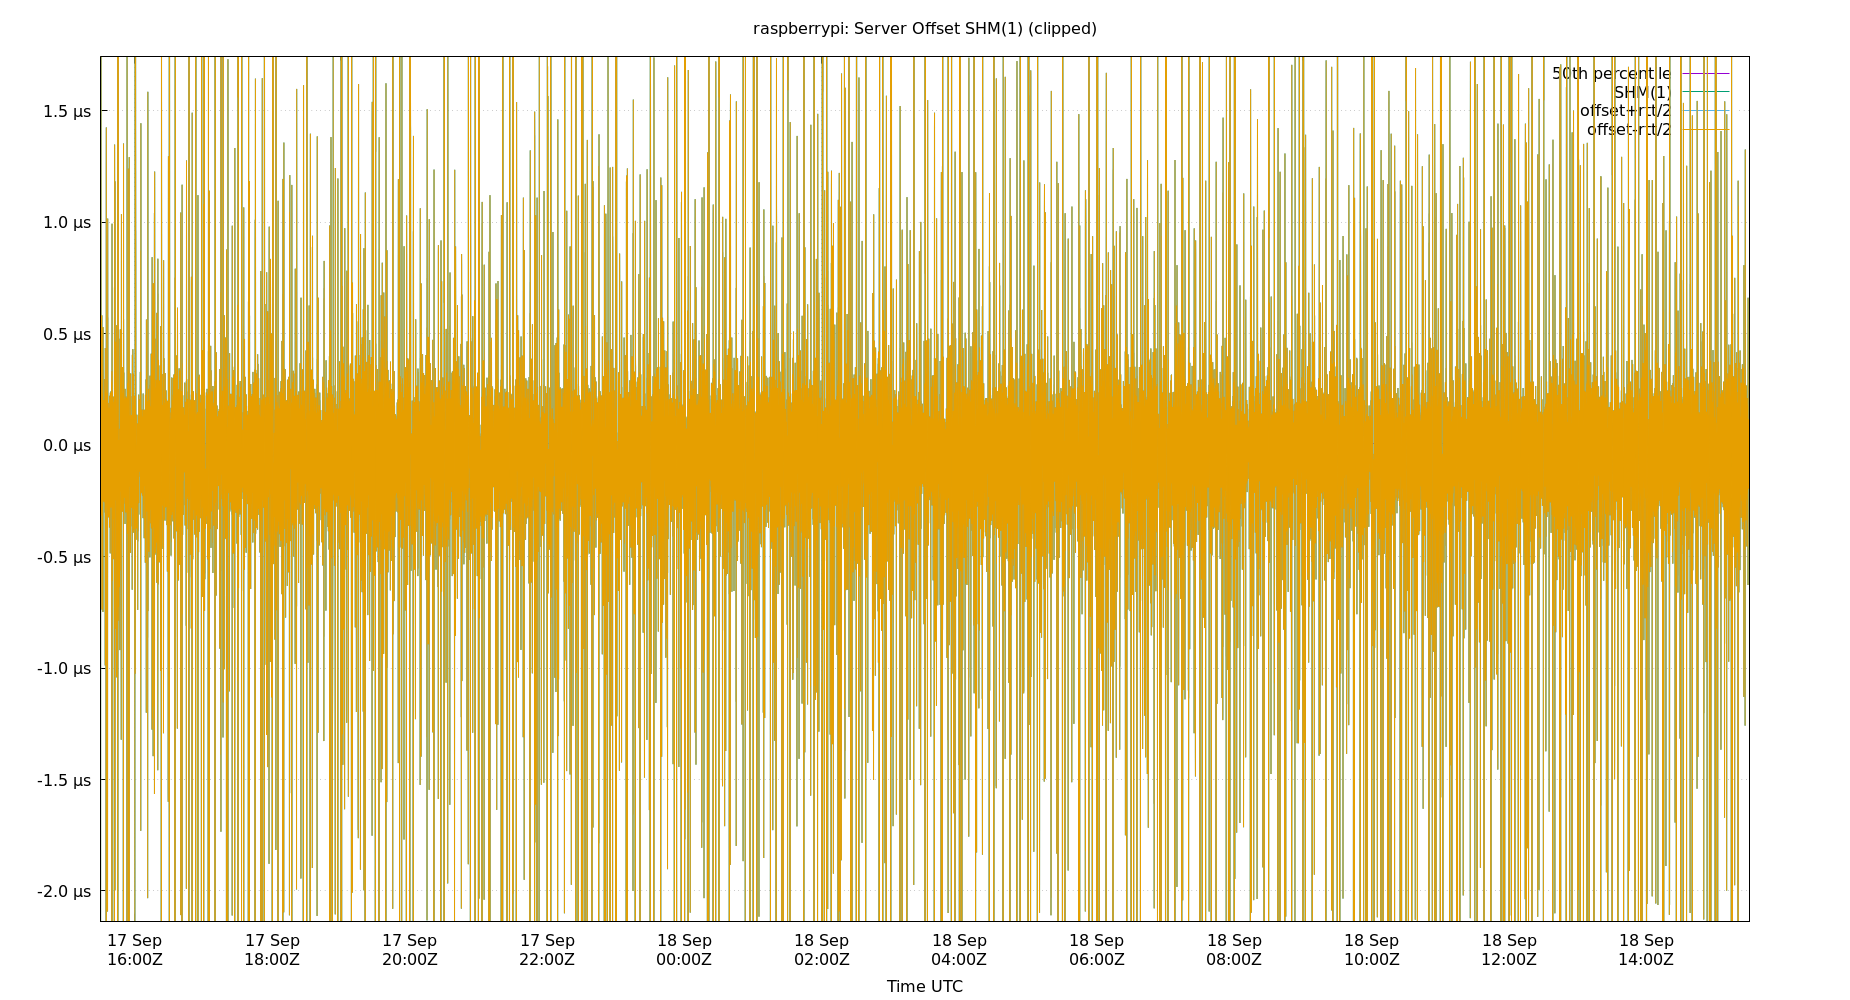 raspberrypi: Server Offset SHM(1) (clipped)
50th percentile
SHM(1)
offset+rtt/2
offset-rtt/2
1.5 µs
1.0 µs
0.5 µs
0.0 µs
-0.5 µs
-1.0 µs
-1.5 µs
-2.0 µs
17 Sep 17 Sep 17 Sep 17 Sep 18 Sep 18 Sep 18 Sep 18 Sep 18 Sep 18 Sep 18 Sep 18 Sep
16:00Z 18:00Z 20:00Z 22:00Z 00:00Z 02:00Z 04:00Z 06:00Z 08:00Z 10:00Z 12:00Z 14:00Z
Time UTC